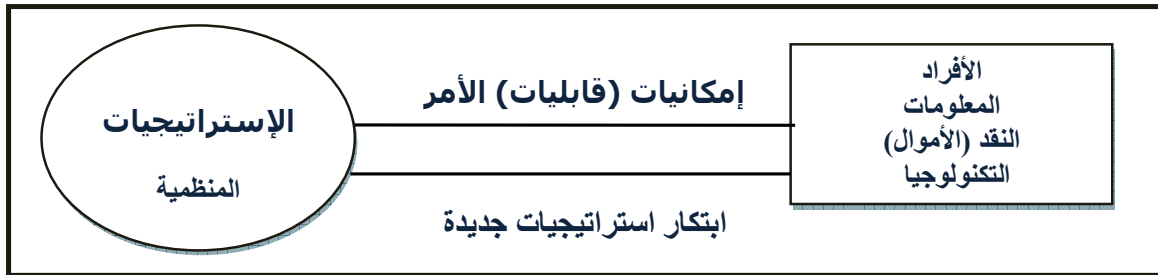 الأفراد
المعلومات
النقد (الأموال)
التكنولوجيا
إمكانيات (قابليات) الأمر
ابتكار استراتيجيات جديدة
الإستراتيجيات
المنظمية